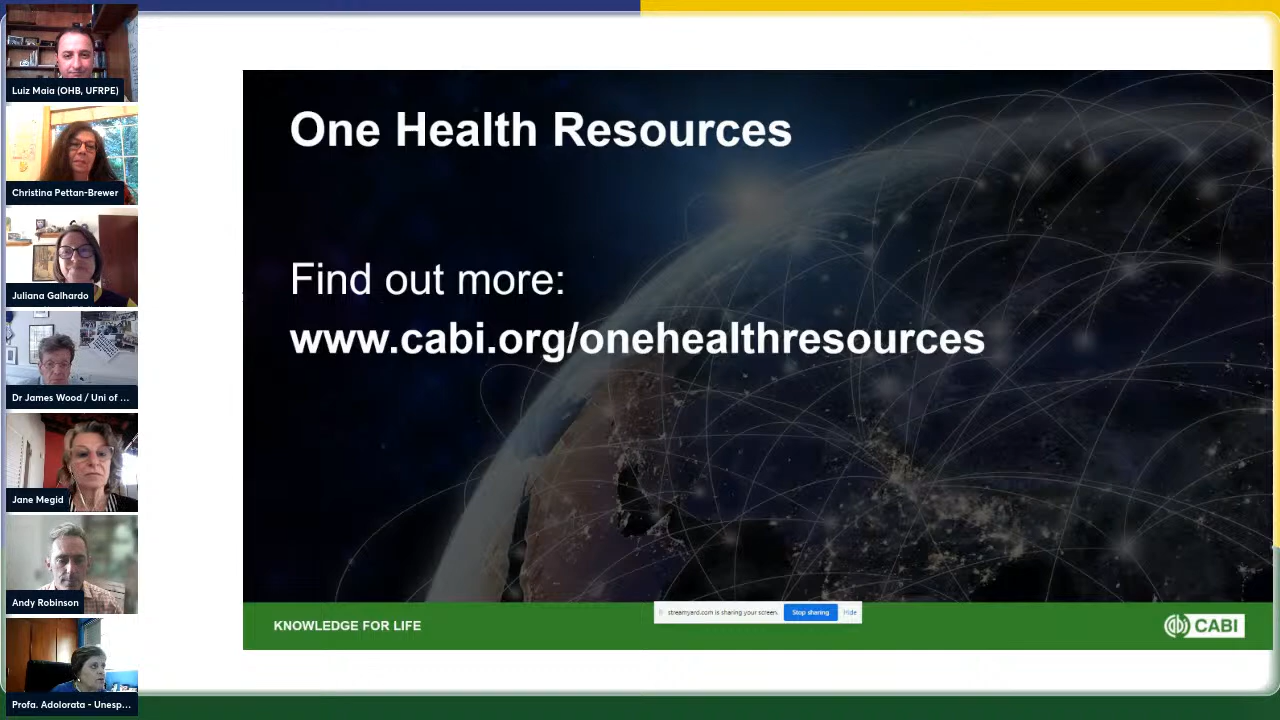 Luiz Maia (OHB, UFRPE)
Christina Pettan-Brewer
Juliana Galhardo
Dr James Wood / Uni of ...
Jane Megid
Andy Robinson
Profa. Adolorata - Unesp...
One Health Resources
Find out more:
www.cabi.org/onehealthresources
streamyard.com is sharing your screen.
Stop sharing
Hide
KNOWLEDGE FOR LIFE
CABI